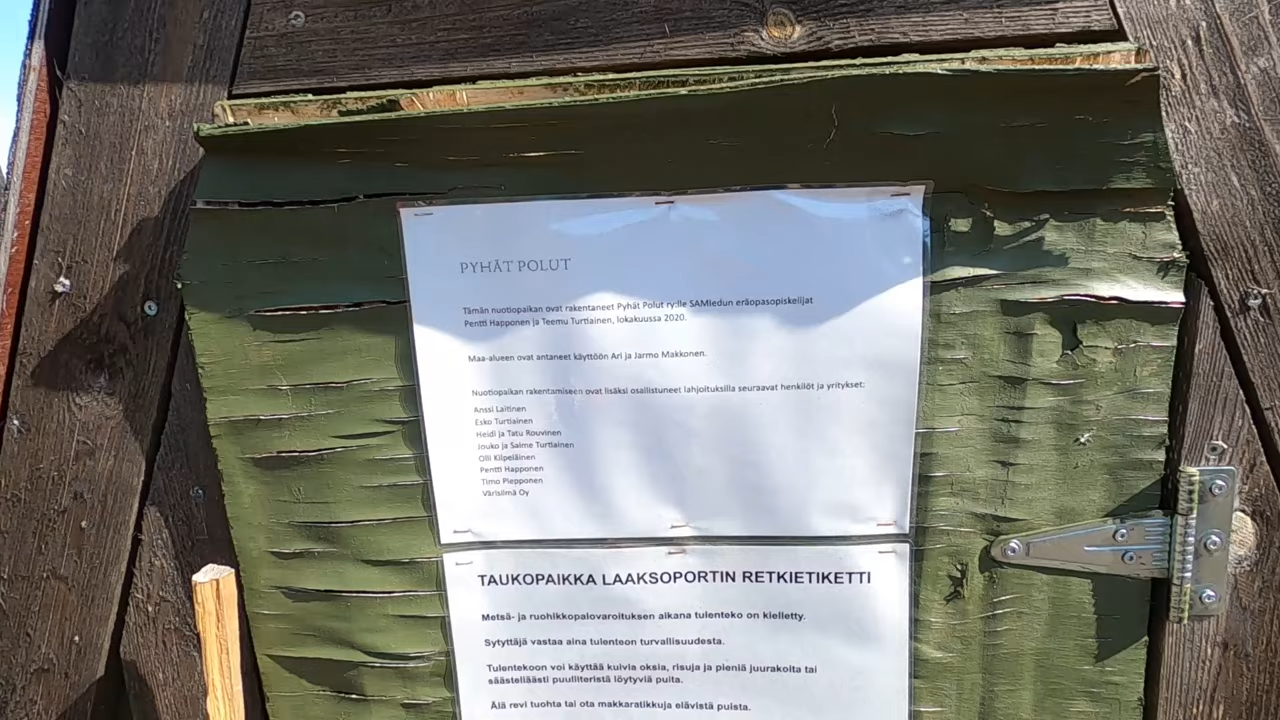 PYHÄT POLUT
Tämän nuotiopaikan ovat rakentaneet Pyhät Polut ry:lle SAMIedun eräopasopiskelijat
Pentti Happonen ja Teemu Turtiainen, lokakuussa 2020.
Maa-alueen ovat antaneet käyttöön Ari ja Jarmo Makkonen.
Nuotiopaikan rakentamiseen ovat lisäksi osallistuneet lahjoituksilla seuraavat henkilöt ja yritykset:
Anssi Laitinen
Esko Turtiainen
Heidi ja Tatu Rouvinen
Jouko ja Saime Turtiainen
Olli Kilpeläinen
Pentti Happonen
Timo Piepponen
Värisilmä Oy
TAUKOPAIKKA LAAKSOPORTIN RETKIETIKETTI
Metsä- ja ruohikkopalovaroituksen aikana tulenteko on kielletty.
Sytyttäjä vastaa aina tulenteon turvallisuudesta.
Tulentekoon voi käyttää kuivia oksia, risuja ja pieniä juurakoita tai
säästeliäästi puuliiteristä löytyviä puita.
Älä revi tuohta tai ota makkaratikkuja elävistä puista.